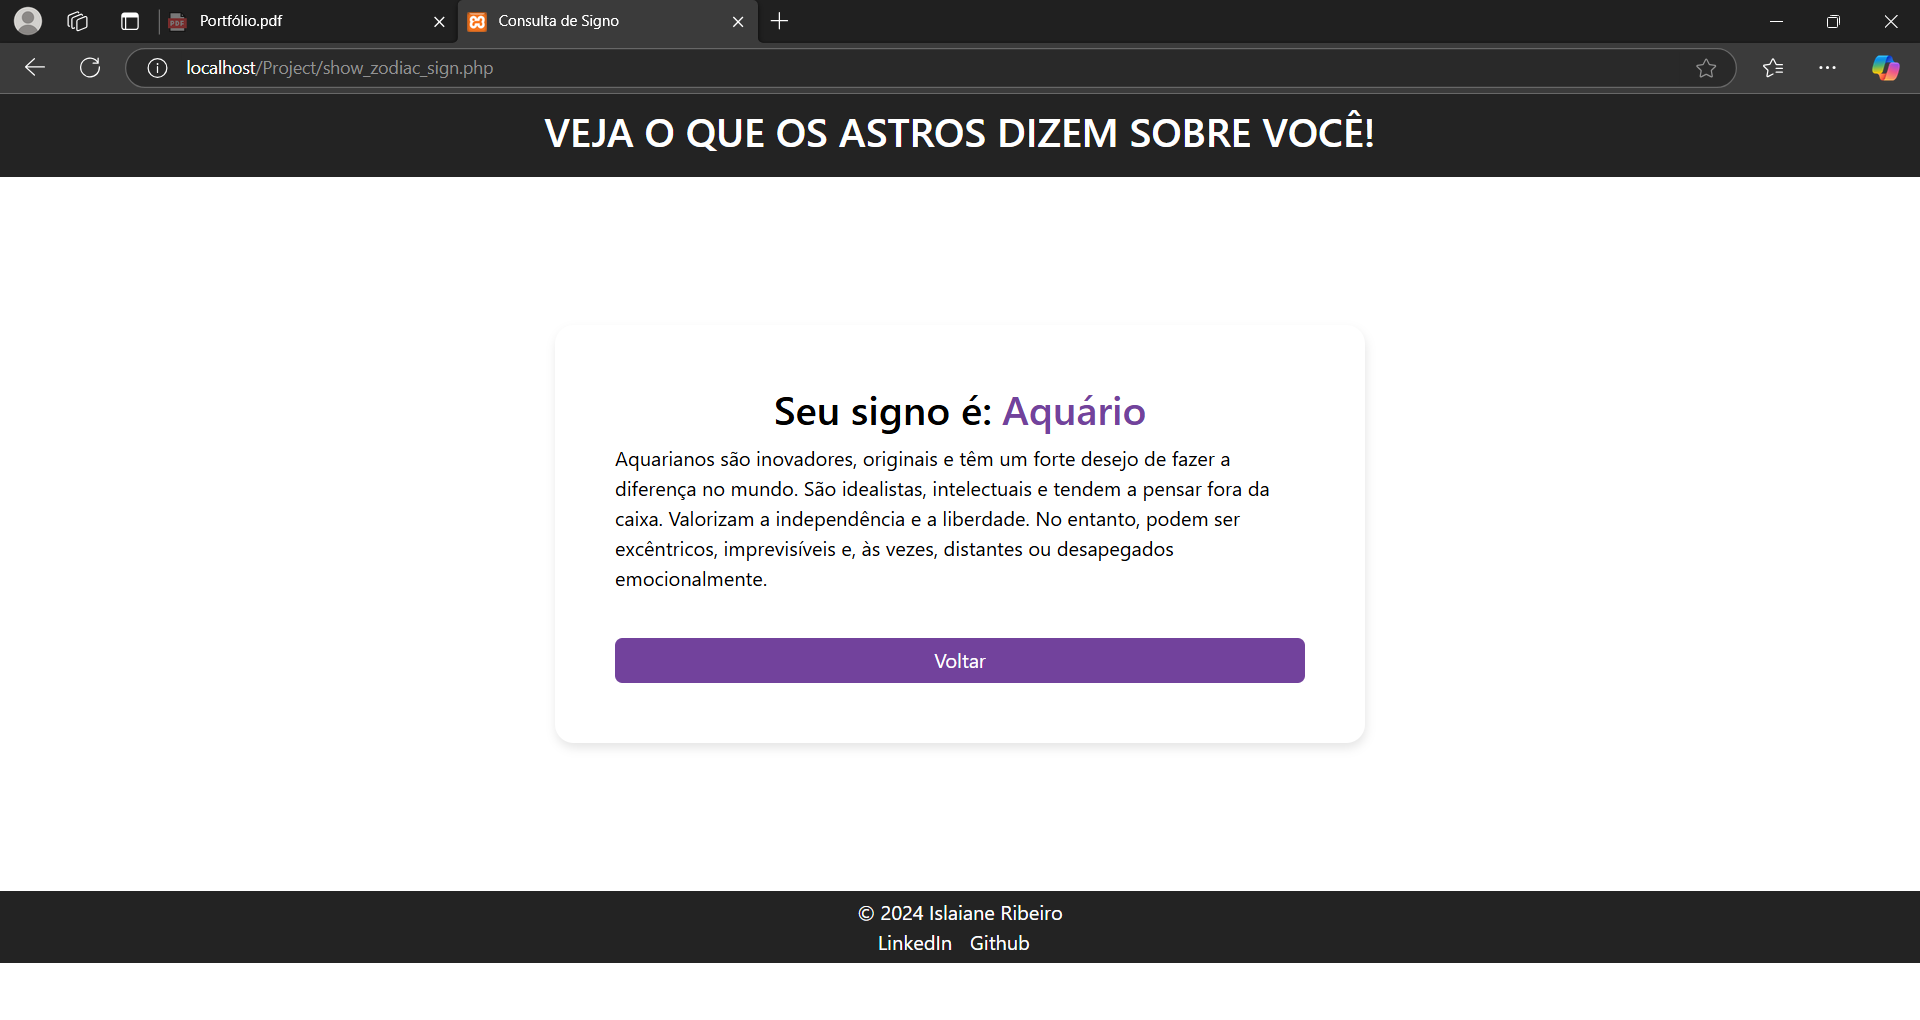 Portfólio.pdf
Consulta de Signo
localhost/Project/show_zodiac_sign.php
VEJA O QUE OS ASTROS DIZEM SOBRE VOCÊ!
Seu signo é: Aquário
Aquarianos são inovadores, originais e têm um forte desejo de fazer a
diferença no mundo. São idealistas, intelectuais e tendem a pensar fora da
caixa. Valorizam a independência e a liberdade. No entanto, podem ser
excêntricos, imprevisíveis e, às vezes, distantes ou desapegados
emocionalmente.
Voltar
© 2024 Islaiane Ribeiro
LinkedIn Github